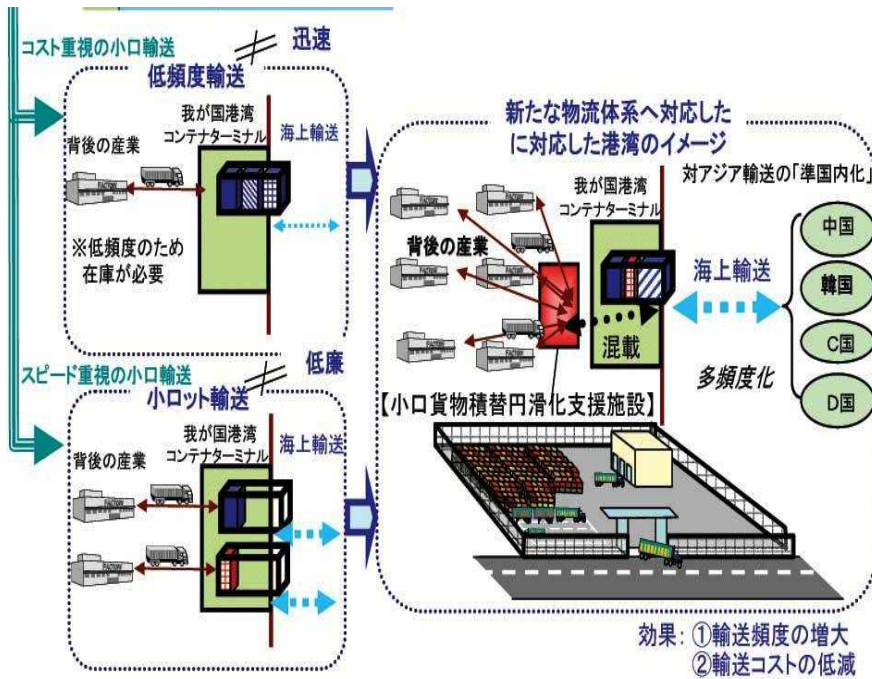 コスト重視の小口輸送
迅速
低頻度輸送
我が国港湾
コンテナターミナル
海上輸送
背後の産業
FACTORY
※低頻度のため
在庫が必要
スピード重視の小口輸送
低廉
小ロット輸送
我が国港湾
コンテナターミナル
海上輸送
背後の産業
FACTORY
FACTORY
新たな物流体系へ対応した
に対応した港湾のイメージ
我が国港湾
コンテナターミナル
対アジア輸送の「準国内化」
背後の産業
FACTORY
FACTORY
FACTORY
FACTORY
FACTORY
FACTORY
海上輸送
混載
中国
韓国
C国
D国
多頻度化
【小口貨物積替円滑化支援施設】
効果：①輸送頻度の増大
②輸送コストの低減